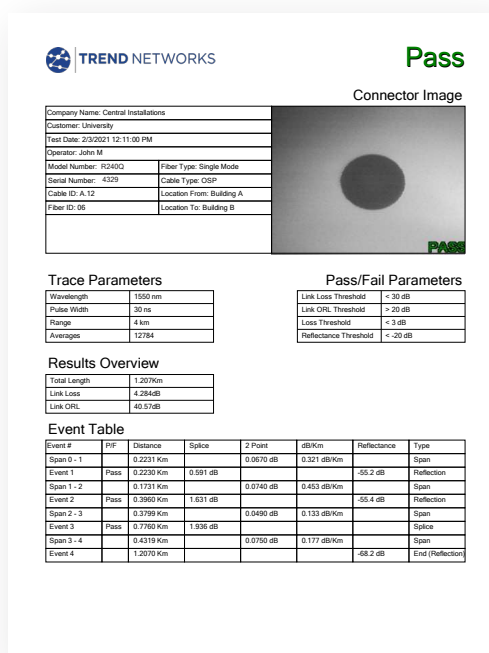 TREND NETWORKS
Pass
Connector Image
Company Name: Central Installations
Customer: University
Test Date: 2/3/2021 12:11:00 PM
Operator: John M
Model Number: R240Q Fiber Type: Single Mode
Serial Number: 4329 Cable Type: OSP
Cable ID: A.12 Location From: Building A
Fiber ID: 06 Location To: Building B
PASS
Trace Parameters
Wavelength 1550 nm
Pulse Width 30 ns
Range 4 km
Averages 12784
Pass/Fail Parameters
Link Loss Threshold < 30 dB
Link ORL Threshold > 20 dB
Loss Threshold < 3 dB
Reflectance Threshold < -20 dB
Results Overview
Total Length 1.207Km
Link Loss 4.284dB
Link ORL 40.57dB
Event Table
Event # P/F Distance Splice 2 Point dB/Km Reflectance Type
Span 0 - 1 0.2231 Km 0.0670 dB 0.321 dB/Km Span
Event 1 Pass 0.2230 Km 0.591 dB -55.2 dB Reflection
Span 1 - 2 0.1731 Km 0.0740 dB 0.453 dB/Km Span
Event 2 Pass 0.3960 Km 1.631 dB -55.4 dB Reflection
Span 2 - 3 0.3799 Km 0.0490 dB 0.133 dB/Km Span
Event 3 Pass 0.7760 Km 1.936 dB Splice
Span 3 - 4 0.4319 Km 0.0750 dB 0.177 dB/Km Span
Event 4 1.2070 Km -68.2 dB End (Reflection)